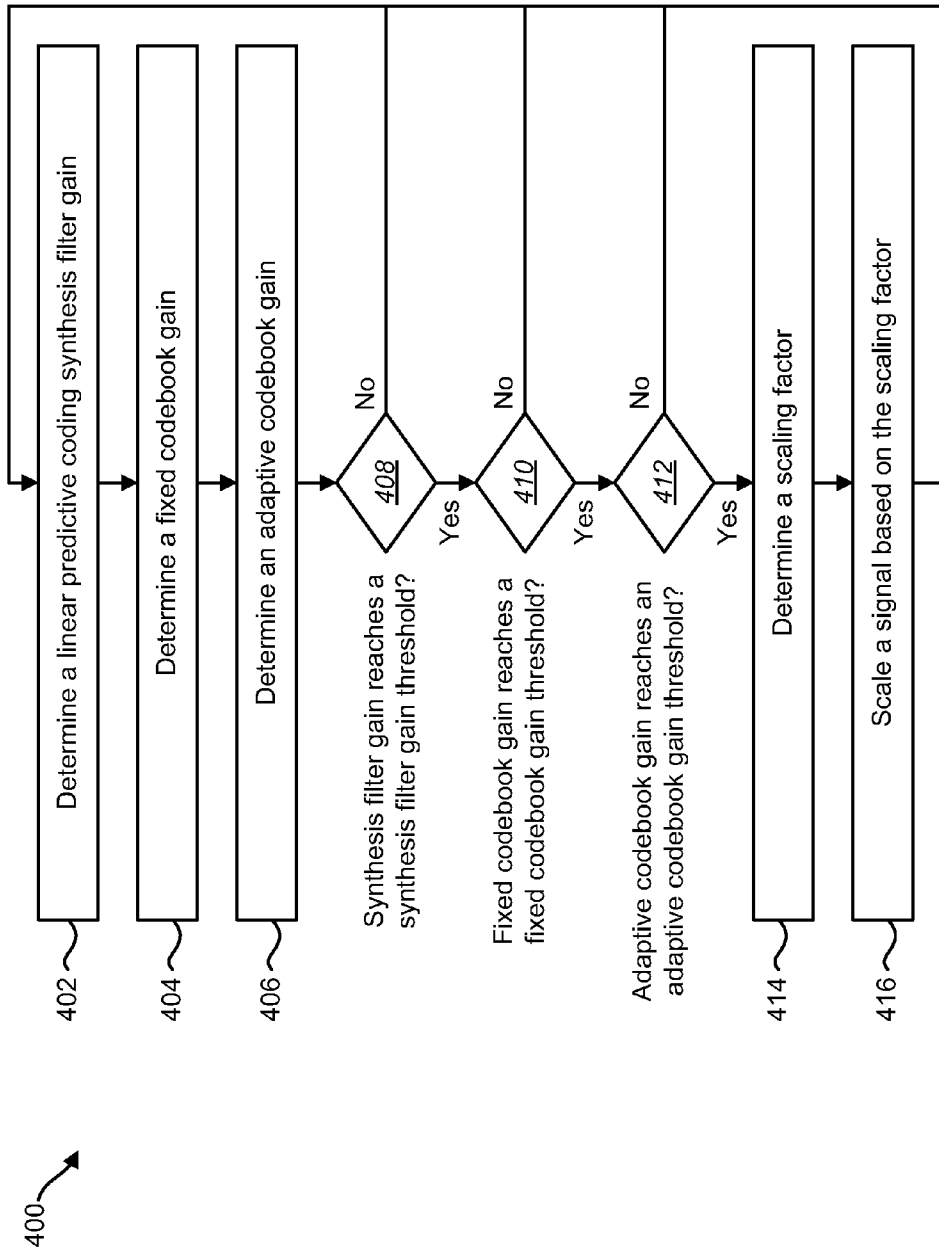 400
402
Determine a linear predictive coding synthesis filter gain
404
Determine a fixed codebook gain
406
Determine an adaptive codebook gain
Synthesis filter gain reaches a
synthesis filter gain threshold?
408
No
Yes
Fixed codebook gain reaches a
fixed codebook gain threshold?
410
No
Yes
Adaptive codebook gain reaches an
adaptive codebook gain threshold?
412
No
Yes
414
Determine a scaling factor
416
Scale a signal based on the scaling factor